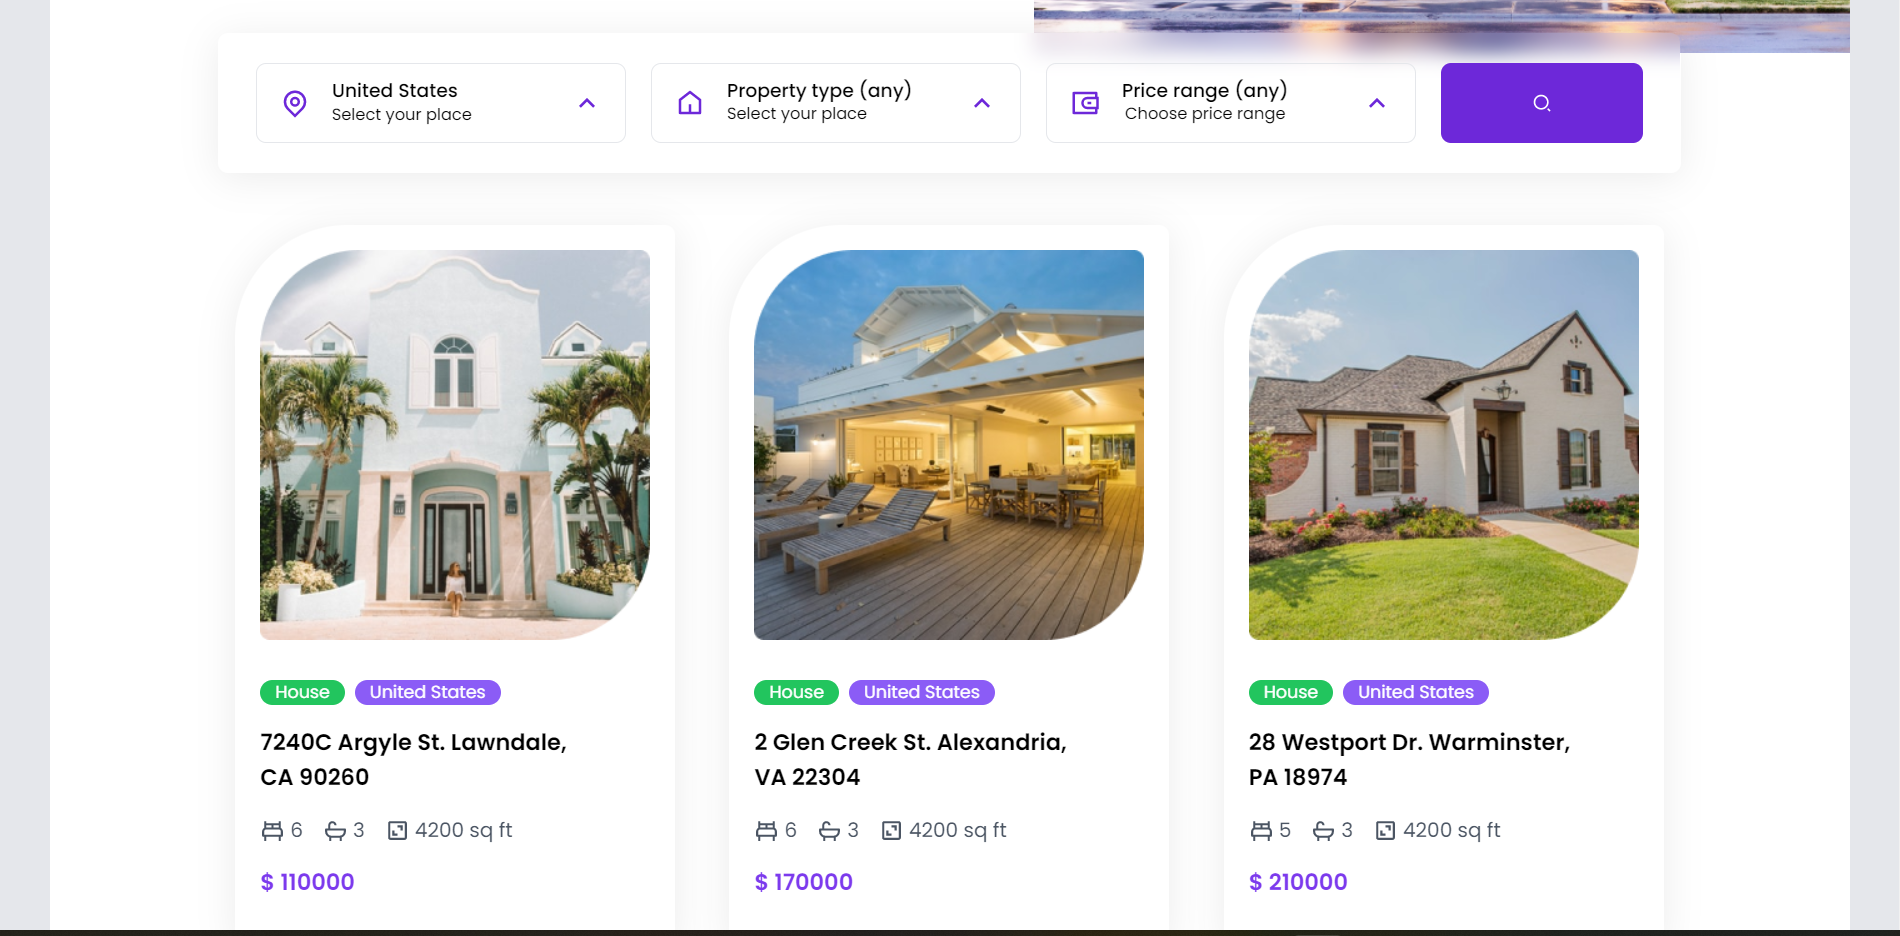 United States
Select your place
Property type (any)
Select your place
Price range (any)
Choose price range
House United States
7240C Argyle St. Lawndale,
CA 90260
6 3 4200 sq ft
$ 110000
House United States
2 Glen Creek St. Alexandria,
VA 22304
6 3 4200 sq ft
$ 170000
House United States
28 Westport Dr. Warminster,
PA 18974
5 3 4200 sq ft
$ 210000